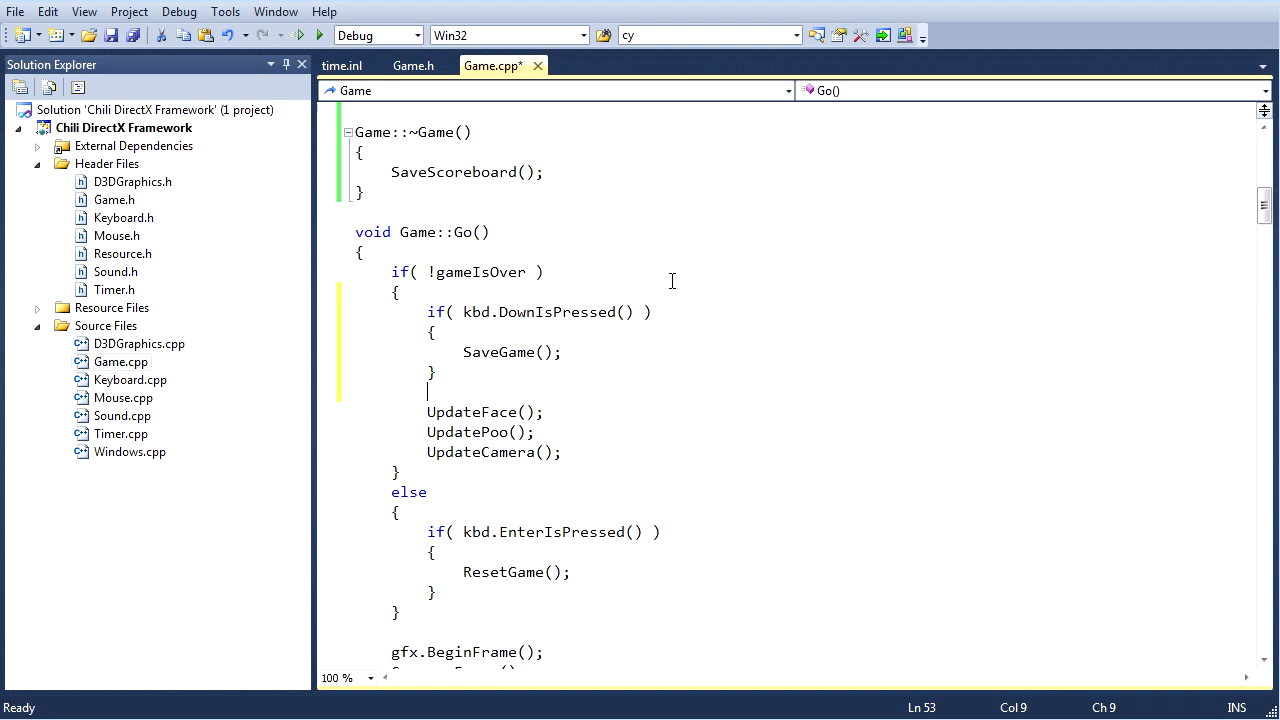 File Edit View Project Debug Tools Window Help
Debug Win32 cy
Solution Explorer
time.inl Game.h Game.cpp*
Game Go()
Solution 'Chili DirectX Framework' (1 project)
Chili DirectX Framework
External Dependencies
Header Files
D3DGraphics.h
Game.h
Keyboard.h
Mouse.h
Resource.h
Sound.h
Timer.h
Resource Files
Source Files
D3DGraphics.cpp
Game.cpp
Keyboard.cpp
Mouse.cpp
Sound.cpp
Timer.cpp
Windows.cpp
Game::~Game()
{
SaveScoreboard();
}
void Game::Go()
{
if( !gameIsOver )
{
if( kbd.DownIsPressed() )
{
SaveGame();
}
UpdateFace();
UpdatePoo();
UpdateCamera();
}
else
{
if( kbd.EnterIsPressed() )
{
ResetGame();
}
}
gfx.BeginFrame();
100 %
Ready Ln 53 Col 9 Ch 9 INS